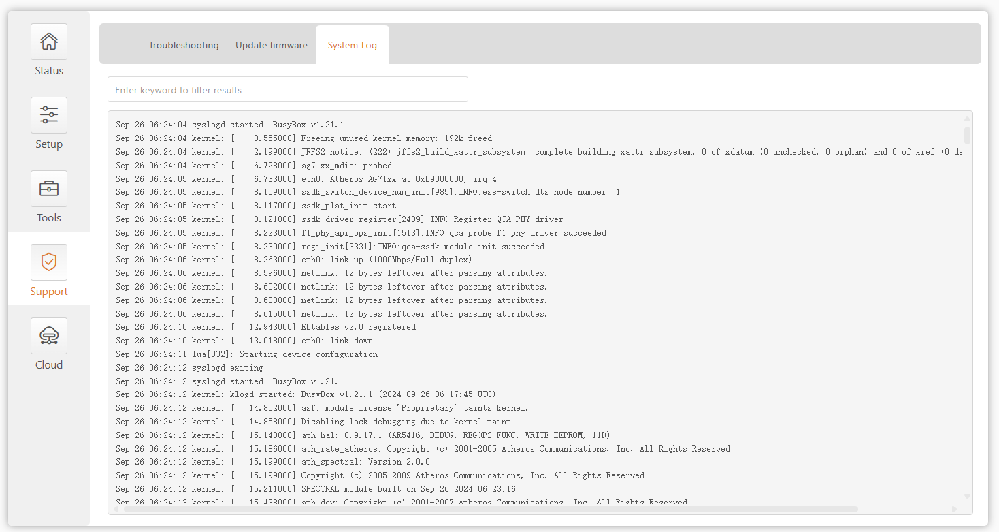 Status
Setup
Tools
Support
Cloud
Troubleshooting
Update firmware
System Log
Enter keyword to filter results
Sep 26 06:24:04 syslogd started: BusyBox v1.21.1
Sep 26 06:24:04 kernel: [    0.555000] Freeing unused kernel memory: 192k freed
Sep 26 06:24:04 kernel: [    2.199000] JFFS2 notice: (222) jffs2_build_xattr_subsystem: complete building xattr subsystem, 0 of xdatum (0 unchecked, 0 orphan) and 0 of xref (0 de
Sep 26 06:24:04 kernel: [    6.728000] ag71xx_mdio: probed
Sep 26 06:24:05 kernel: [    6.733000] eth0: Atheros AG71xx at 0xb9000000, irq 4
Sep 26 06:24:05 kernel: [    8.109000] ssdk_switch_device_num_init[985]:INFO:ess-switch dts node number: 1
Sep 26 06:24:05 kernel: [    8.117000] ssdk_plat_init start
Sep 26 06:24:05 kernel: [    8.121000] ssdk_driver_register[2409]:INFO:Register QCA PHY driver
Sep 26 06:24:05 kernel: [    8.223000] f1_phy_api_ops_init[1513]:INFO:qca probe f1 phy driver succeeded!
Sep 26 06:24:05 kernel: [    8.230000] regi_init[3331]:INFO:qca-ssdk module init succeeded!
Sep 26 06:24:06 kernel: [    8.263000] eth0: link up (1000Mbps/Full duplex)
Sep 26 06:24:06 kernel: [    8.596000] netlink: 12 bytes leftover after parsing attributes.
Sep 26 06:24:06 kernel: [    8.602000] netlink: 12 bytes leftover after parsing attributes.
Sep 26 06:24:06 kernel: [    8.608000] netlink: 12 bytes leftover after parsing attributes.
Sep 26 06:24:06 kernel: [    8.615000] netlink: 12 bytes leftover after parsing attributes.
Sep 26 06:24:10 kernel: [   12.943000] Ebtables v2.0 registered
Sep 26 06:24:10 kernel: [   13.018000] eth0: link down
Sep 26 06:24:11 lua[332]: Starting device configuration
Sep 26 06:24:12 syslogd exiting
Sep 26 06:24:12 syslogd started: BusyBox v1.21.1
Sep 26 06:24:12 kernel: klogd started: BusyBox v1.21.1 (2024-09-26 06:17:45 UTC)
Sep 26 06:24:12 kernel: [   14.852000] asf: module license 'Proprietary' taints kernel.
Sep 26 06:24:12 kernel: [   14.858000] Disabling lock debugging due to kernel taint
Sep 26 06:24:12 kernel: [   15.143000] ath_hal: 0.9.17.1 (AR5416, DEBUG, REGOPS_FUNC, WRITE_EEPROM, 11D)
Sep 26 06:24:12 kernel: [   15.186000] ath_rate_atheros: Copyright (c) 2001-2005 Atheros Communications, Inc, All Rights Reserved
Sep 26 06:24:12 kernel: [   15.199000] ath_spectral: Version 2.0.0
Sep 26 06:24:12 kernel: [   15.199000] Copyright (c) 2005-2009 Atheros Communications, Inc. All Rights Reserved
Sep 26 06:24:12 kernel: [   15.211000] SPECTRAL module built on Sep 26 2024 06:23:16
Sep 26 06:24:13 kernel: [   15.438000] ath_dev: Copyright (c) 2001-2007 Atheros Communications, Inc, All Rights Reserved